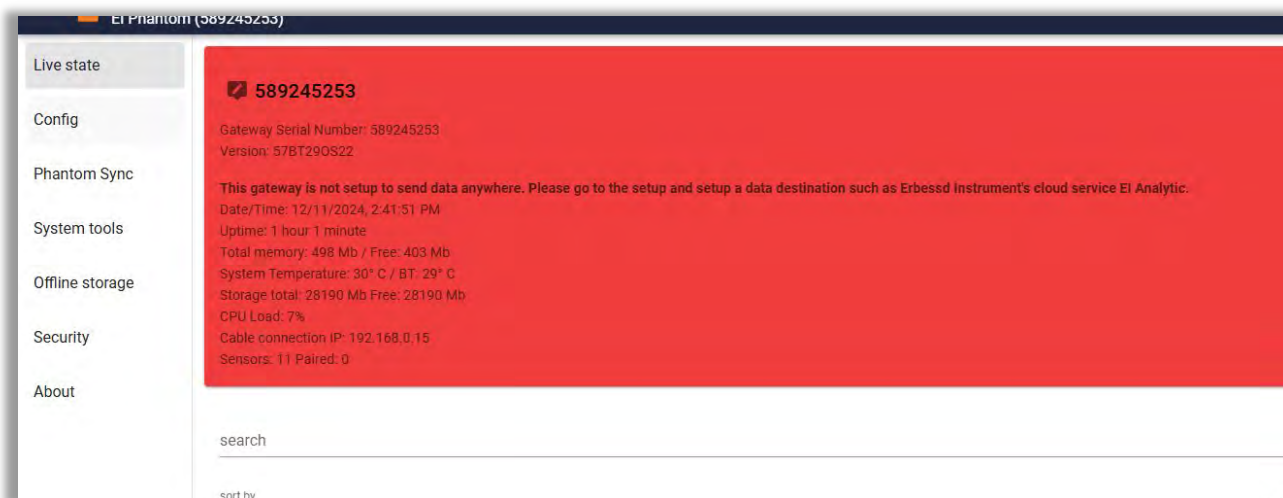 EI Phantom (589245253)
Live state
Config
Phantom Sync
System tools
Offline storage
Security
About
589245253
Gateway Serial Number: 589245253
Version: 57BT29OS22
This gateway is not setup to send data anywhere. Please go to the setup and setup a data destination such as Erbessd Instrument's cloud service EI Analytic.
Date/Time: 12/11/2024, 2:41:51 PM
Uptime: 1 hour 1 minute
Total memory: 498 Mb / Free: 403 Mb
System Temperature: 30° C / BT: 29° C
Storage total: 28190 Mb Free: 28190 Mb
CPU Load: 7%
Cable connection IP: 192.168.0.15
Sensors: 11 Paired: 0
search
sort by